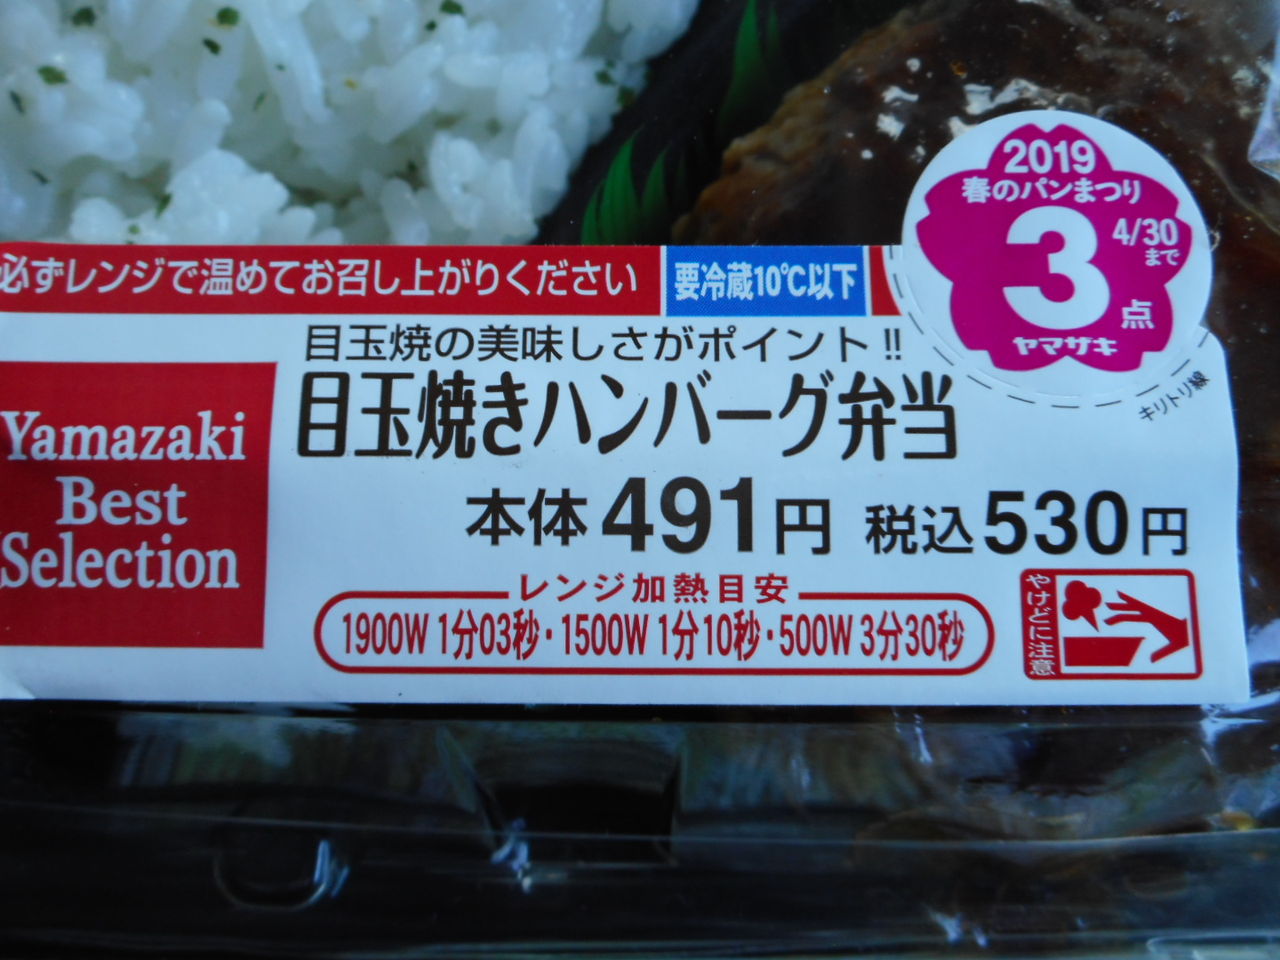 2019
春のパンまつり
3点
4/30
まで
ヤマザキ
キリトリ線
必ずレンジで温めてお召し上がりください
要冷蔵10℃以下
目玉焼の美味しさがポイント!!
目玉焼きハンバーグ弁当
Yamazaki
Best
Selection
本体491円 税込530円
レンジ加熱目安
1900W 1分03秒・1500W 1分10秒・500W 3分30秒
やけどに注意